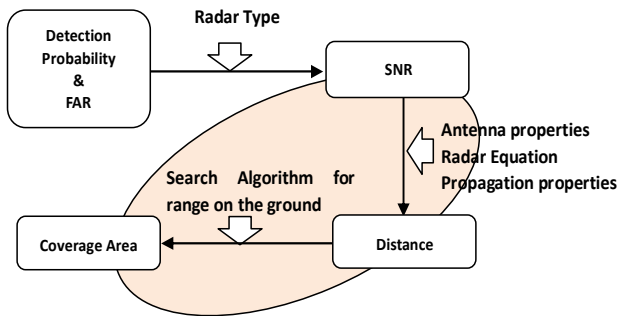 Radar Type
Detection
Probability
&
FAR
SNR
Antenna properties
Radar Equation
Propagation properties
Search Algorithm for
range on the ground
Coverage Area
Distance